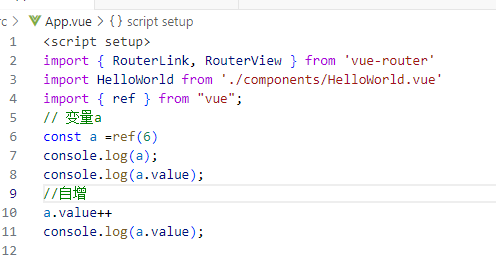 rc > App.vue > {} script setup
1 <script setup>
2 import { RouterLink, RouterView } from 'vue-router'
3 import HelloWorld from './components/HelloWorld.vue'
4 import { ref } from "vue";
5 // 变量a
6 const a =ref(6)
7 console.log(a);
8 console.log(a.value);
9 //自增
10 a.value++
11 console.log(a.value);
12